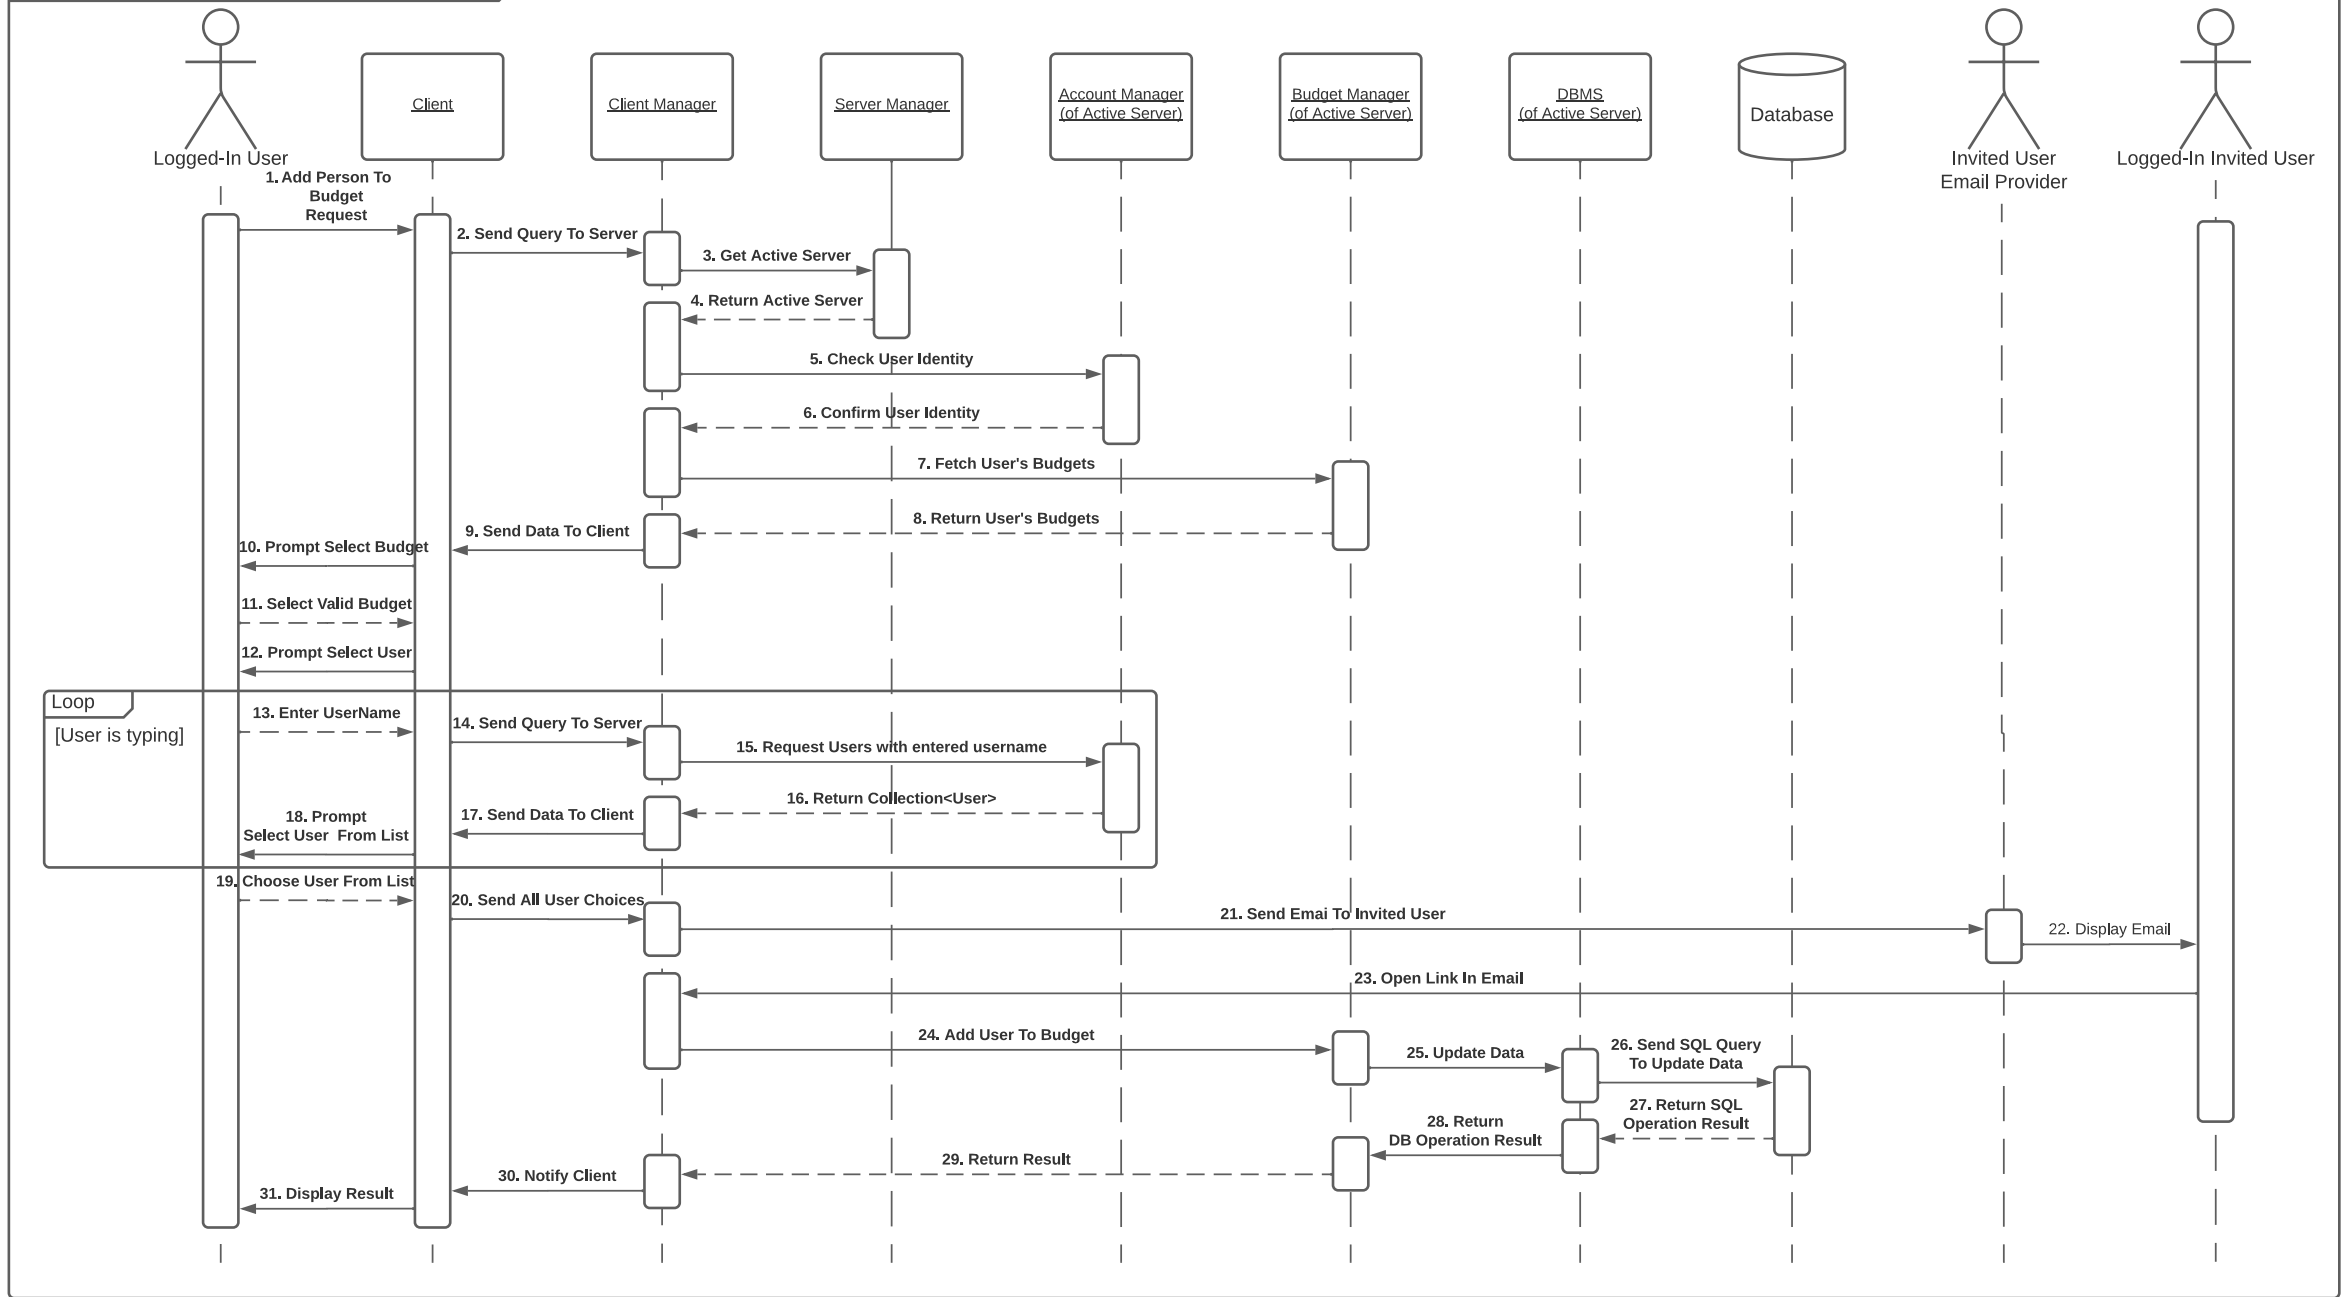 Logged-In User
Client
Client Manager
Server Manager
Account Manager
(of Active Server)
Budget Manager
(of Active Server)
DBMS
(of Active Server)
Database
Invited User
Email Provider
Logged-In Invited User
1. Add Person To
Budget
Request
2. Send Query To Server
3. Get Active Server
4. Return Active Server
5. Check User Identity
6. Confirm User Identity
7. Fetch User's Budgets
8. Return User's Budgets
9. Send Data To Client
10. Prompt Select Budget
11. Select Valid Budget
12. Prompt Select User
Loop
[User is typing]
13. Enter UserName
14. Send Query To Server
15. Request Users with entered username
16. Return Collection<User>
17. Send Data To Client
18. Prompt
Select User From List
19. Choose User From List
20. Send All User Choices
21. Send Emai To Invited User
22. Display Email
23. Open Link In Email
24. Add User To Budget
25. Update Data
26. Send SQL Query
To Update Data
27. Return SQL
Operation Result
28. Return
DB Operation Result
29. Return Result
30. Notify Client
31. Display Result